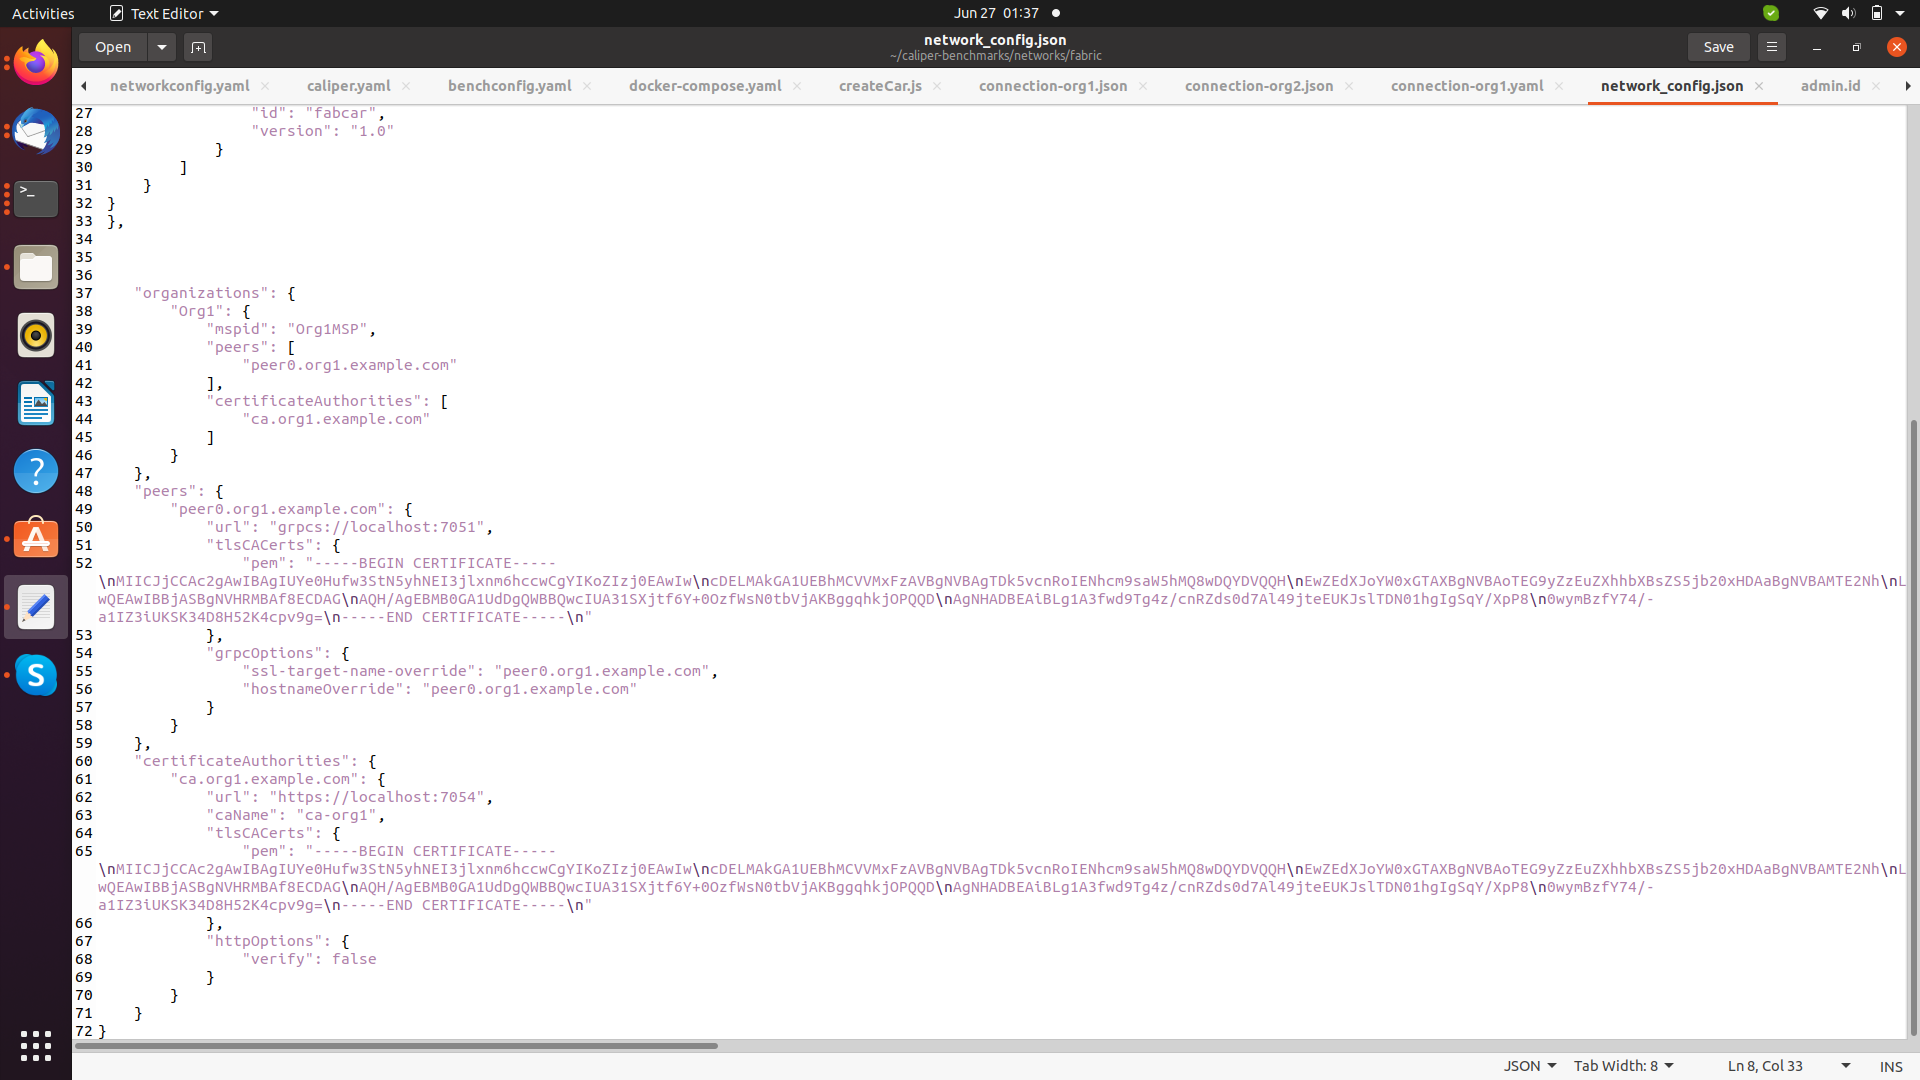 Activities
Text Editor
Jun 27 01:37
Open
network_config.json
~/caliper-benchmarks/networks/fabric
Save
networkconfig.yaml
caliper.yaml
benchconfig.yaml
docker-compose.yaml
createCar.js
connection-org1.json
connection-org2.json
connection-org1.yaml
network_config.json
admin.id
27 "id": "fabcar",
28 "version": "1.0"
29 }
30 ]
31 }
32 }
33 },
34
35
36
37 "organizations": {
38 "Org1": {
39 "mspid": "Org1MSP",
40 "peers": [
41 "peer0.org1.example.com"
42 ],
43 "certificateAuthorities": [
44 "ca.org1.example.com"
45 ]
46 }
47 },
48 "peers": {
49 "peer0.org1.example.com": {
50 "url": "grpcs://localhost:7051",
51 "tlsCACerts": {
52 "pem": "-----BEGIN CERTIFICATE-----
\nMIICJjCCAc2gAwIBAgIUYe0Hufw3StN5yhNEI3jlxnm6hccwCgYIKoZIzj0EAwIw\ncDELMAkGA1UEBhMCVVMxFzAVBgNVBAgTDk5vcnRoIENhcm9saW5hMQ8wDQYDVQQH\nEwZEdXJoYW0xGTAXBgNVBAoTEG9yZzEuZXhhbXBsZS5jb20xHDAaBgNVBAMTE2Nh\nL
wQEAwIBBjASBgNVHRMBAf8ECDAG\nAQH/AgEBMB0GA1UdDgQWBBQwcIUA31SXjtf6Y+0OzfWsN0tbVjAKBggqhkjOPQQD\nAgNHADBEAiBLg1A3fwd9Tg4z/cnRZds0d7Al49jteEUKJslTDN01hgIgSqY/XpP8\n0wymBzfY74/-
a1IZ3iUKSK34D8H52K4cpv9g=\n-----END CERTIFICATE-----\n"
53 },
54 "grpcOptions": {
55 "ssl-target-name-override": "peer0.org1.example.com",
56 "hostnameOverride": "peer0.org1.example.com"
57 }
58 }
59 },
60 "certificateAuthorities": {
61 "ca.org1.example.com": {
62 "url": "https://localhost:7054",
63 "caName": "ca-org1",
64 "tlsCACerts": {
65 "pem": "-----BEGIN CERTIFICATE-----
\nMIICJjCCAc2gAwIBAgIUYe0Hufw3StN5yhNEI3jlxnm6hccwCgYIKoZIzj0EAwIw\ncDELMAkGA1UEBhMCVVMxFzAVBgNVBAgTDk5vcnRoIENhcm9saW5hMQ8wDQYDVQQH\nEwZEdXJoYW0xGTAXBgNVBAoTEG9yZzEuZXhhbXBsZS5jb20xHDAaBgNVBAMTE2Nh\nL
wQEAwIBBjASBgNVHRMBAf8ECDAG\nAQH/AgEBMB0GA1UdDgQWBBQwcIUA31SXjtf6Y+0OzfWsN0tbVjAKBggqhkjOPQQD\nAgNHADBEAiBLg1A3fwd9Tg4z/cnRZds0d7Al49jteEUKJslTDN01hgIgSqY/XpP8\n0wymBzfY74/-
a1IZ3iUKSK34D8H52K4cpv9g=\n-----END CERTIFICATE-----\n"
66 },
67 "httpOptions": {
68 "verify": false
69 }
70 }
71 }
72 }
JSON
Tab Width: 8
Ln 8, Col 33
INS